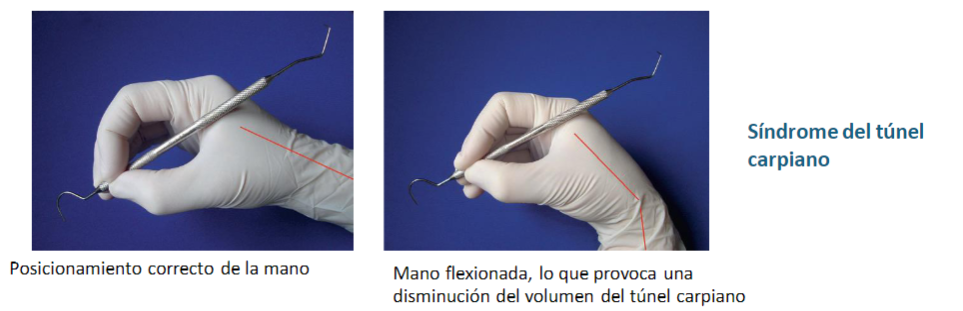 Síndrome del túnel
carpiano
Posicionamiento correcto de la mano
Mano flexionada, lo que provoca una
disminución del volumen del túnel carpiano